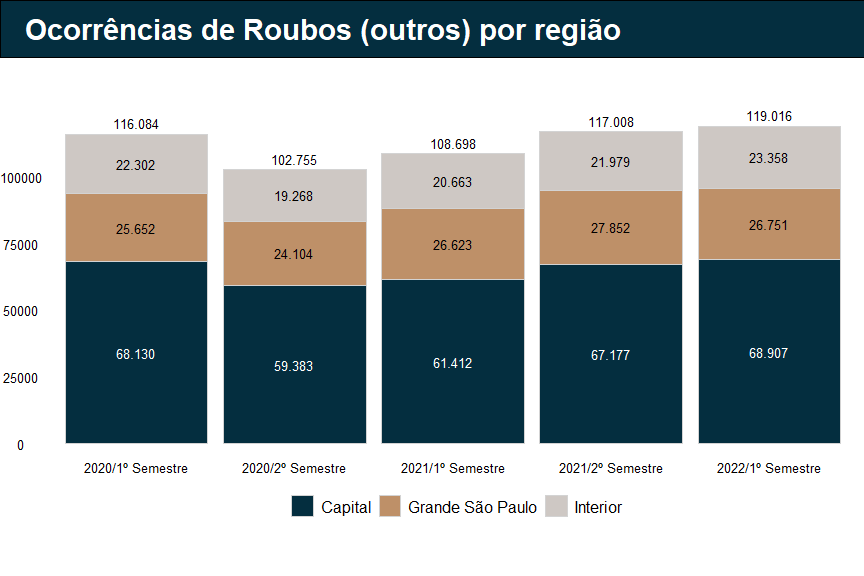 Ocorrências de Roubos (outros) por região
116.084
102.755
108.698
117.008
119.016
100000
75000
50000
25000
0
22.302
19.268
20.663
21.979
23.358
25.652
24.104
26.623
27.852
26.751
68.130
59.383
61.412
67.177
68.907
2020/1º Semestre
2020/2º Semestre
2021/1º Semestre
2021/2º Semestre
2022/1º Semestre
Capital
Grande São Paulo
Interior